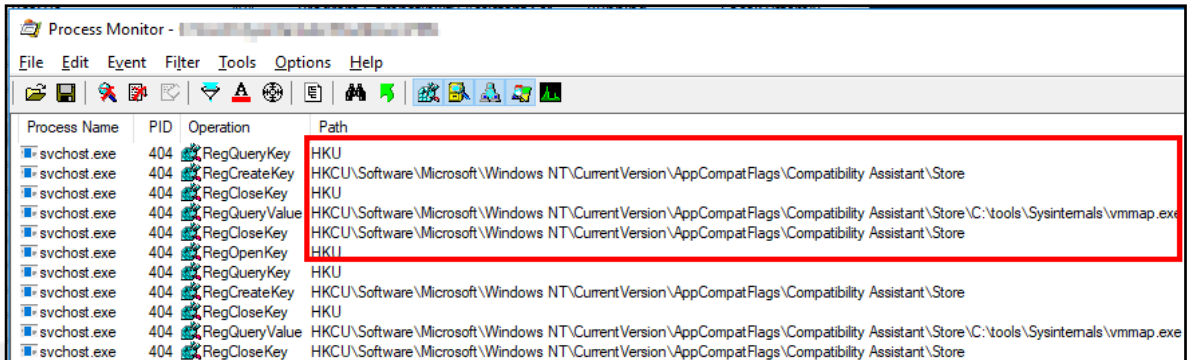 Process Monitor -
File Edit Event Filter Tools Options Help
Process Name PID Operation Path
svchost.exe 404 RegQueryKey HKU
svchost.exe 404 RegCreateKey HKCU\Software\Microsoft\Windows NT\CurrentVersion\AppCompatFlags\Compatibility Assistant\Store
svchost.exe 404 RegCloseKey HKU
svchost.exe 404 RegQueryValue HKCU\Software\Microsoft\Windows NT\CurrentVersion\AppCompatFlags\Compatibility Assistant\Store\C:\tools\Sysinternals\vmmap.exe
svchost.exe 404 RegCloseKey HKCU\Software\Microsoft\Windows NT\CurrentVersion\AppCompatFlags\Compatibility Assistant\Store
svchost.exe 404 RegOpenKey HKU
svchost.exe 404 RegQueryKey HKU
svchost.exe 404 RegCreateKey HKCU\Software\Microsoft\Windows NT\CurrentVersion\AppCompatFlags\Compatibility Assistant\Store
svchost.exe 404 RegCloseKey HKU
svchost.exe 404 RegQueryValue HKCU\Software\Microsoft\Windows NT\CurrentVersion\AppCompatFlags\Compatibility Assistant\Store\C:\tools\Sysinternals\vmmap.exe
svchost.exe 404 RegCloseKey HKCU\Software\Microsoft\Windows NT\CurrentVersion\AppCompatFlags\Compatibility Assistant\Store